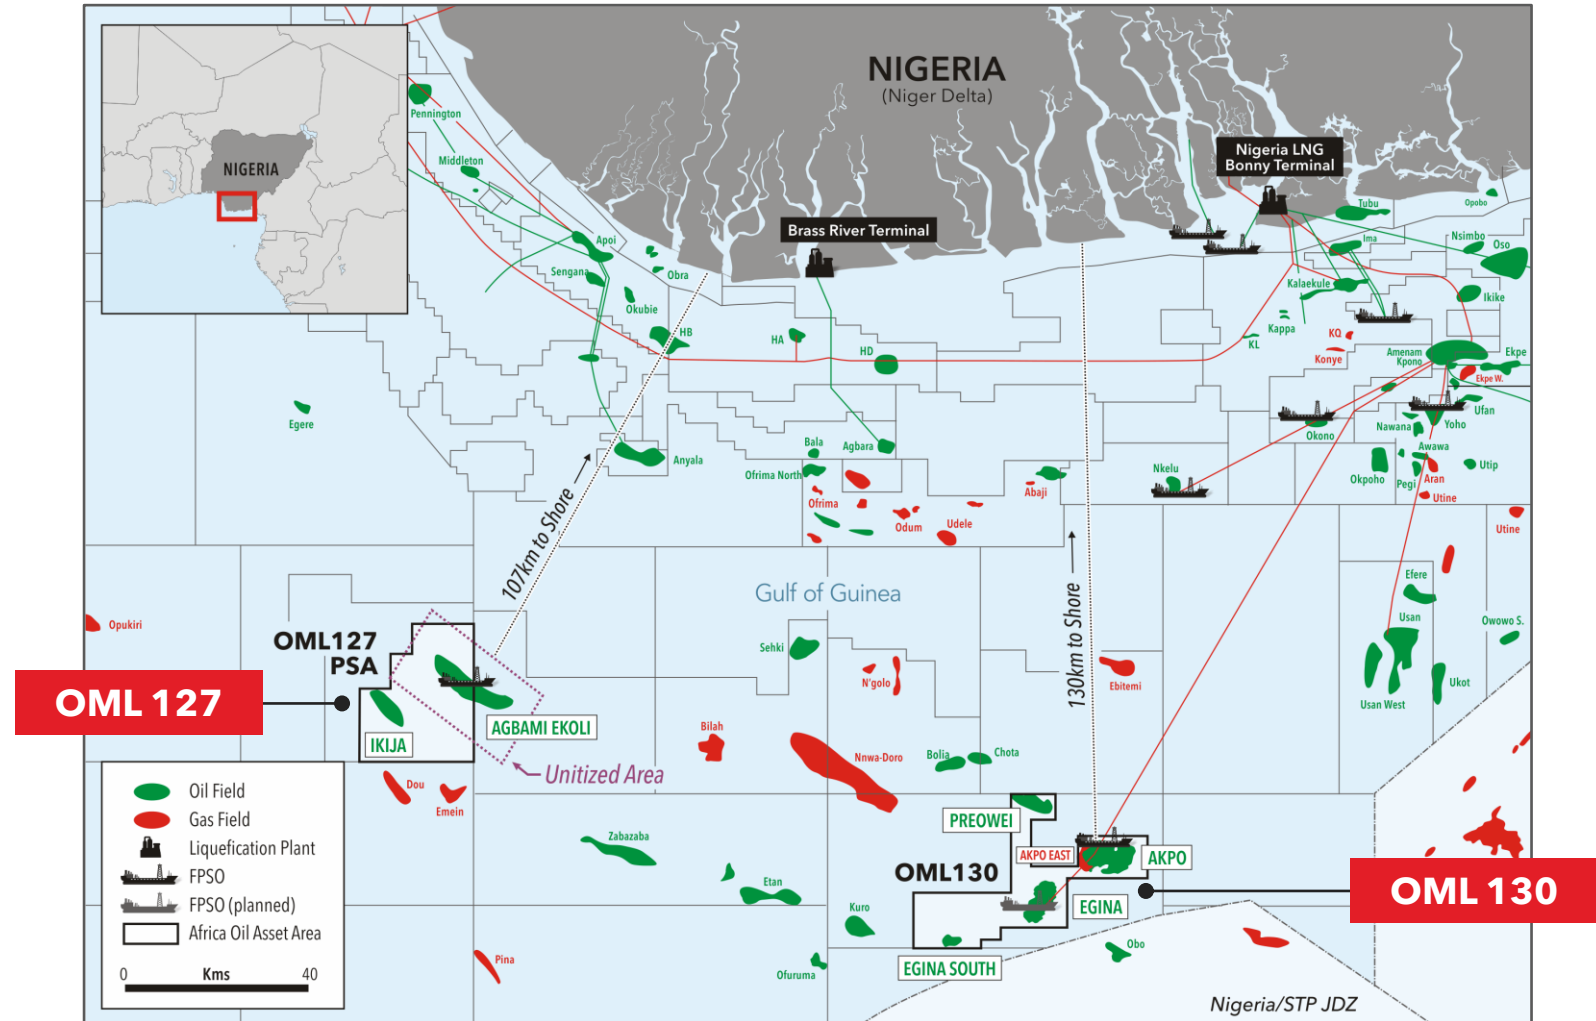 NIGERIA
(Niger Delta)
NIGERIA
Pennington
Middleton
Nigeria LNG
Bonny Terminal
Brass River Terminal
Tubu
Opobo
Apoi
Ima
Nsimbo
Oso
Sengana
Obra
Kalaekule
Ikike
Okubie
Kappa
HB
HA
HD
KL
KQ
Konye
Amenam
Kpono
Ekpe
Ekpe W.
Egere
Ufan
Okono
Nawana
Yoho
Anyala
Bala
Agbara
Awawa
Ofrima North
Nkelu
Okpoho
Pegi
Aran
Utip
Abaji
Utine
Ofrima
Odum
Udele
Utine
107km to Shore
130km to Shore
Gulf of Guinea
Efere
Usan
Owowo S.
Opukiri
OML127
PSA
Sehki
N'golo
Ebitemi
Ukot
Usan West
OML 127
IKIJA
AGBAMI EKOLI
Unitized Area
Bilah
Nnwa-Doro
Bolia
Chota
Dou
Emein
PREOWEI
Zabazaba
AKPO EAST
AKPO
OML130
OML 130
Etan
EGINA
Kuro
Obo
EGINA SOUTH
Ofuruma
Pina
Nigeria/STP JDZ
Oil Field
Gas Field
Liquefication Plant
FPSO
FPSO (planned)
Africa Oil Asset Area
0 Kms 40